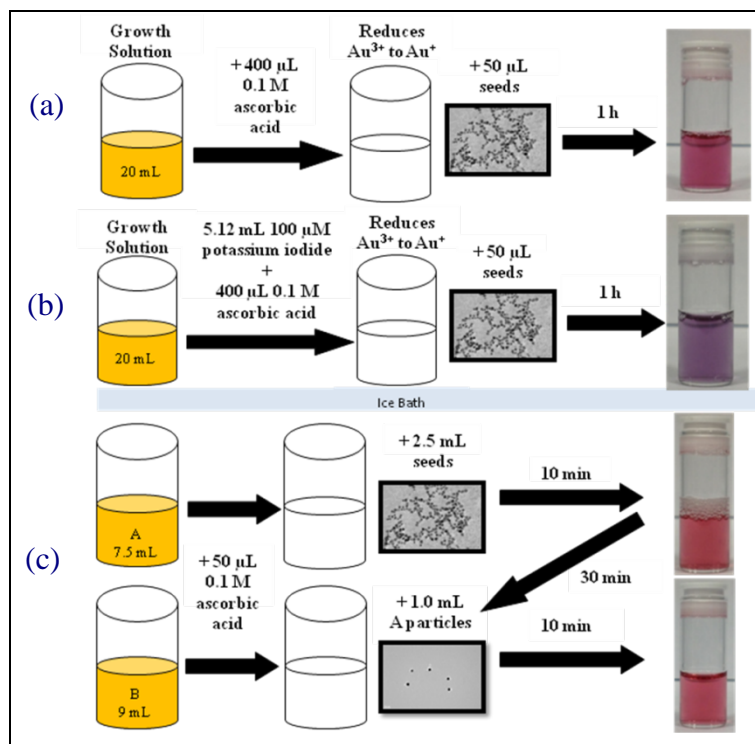 (a)
Growth
Solution
20 mL
+400 µL
0.1 M
ascorbic
acid
Reduces
Au³⁺ to Au⁺
+50 µL
seeds
1 h
(b)
Growth
Solution
20 mL
5.12 mL 100 µM
potassium iodide
+
400 µL 0.1 M
ascorbic acid
Reduces
Au³⁺ to Au⁺
+50 µL
seeds
1 h
Ice Bath
(c)
A
7.5 mL
+2.5 mL
seeds
10 min
+50 µL
0.1 M
ascorbic
acid
30 min
B
9 mL
+1.0 mL
A particles
10 min